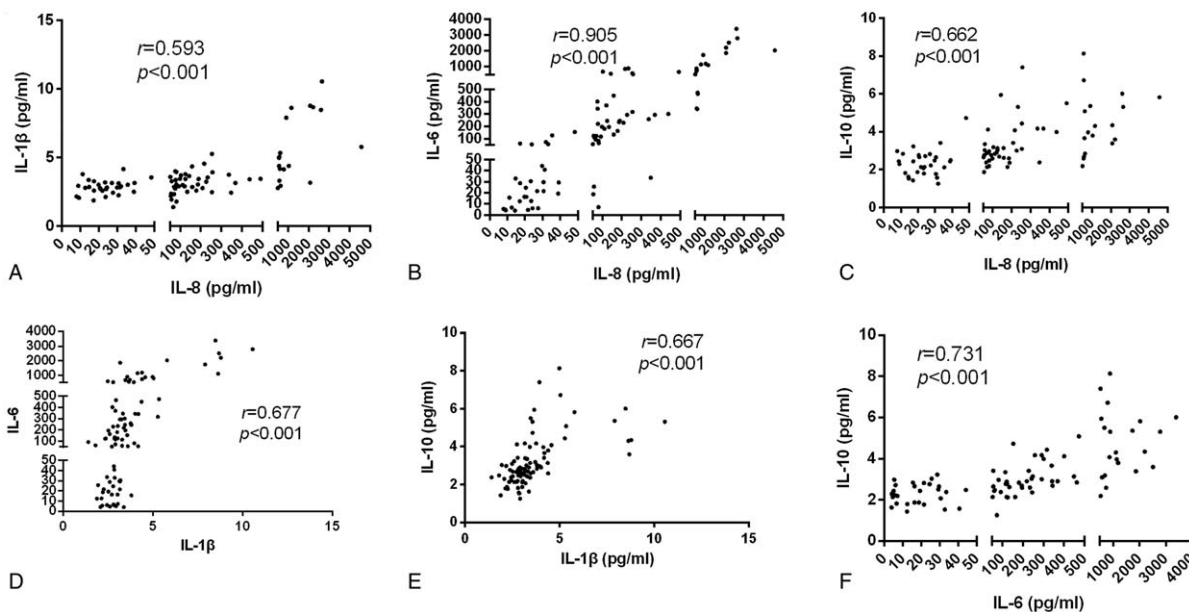 15
10
5
0
IL-1β (pg/ml)
r=0.593
p<0.001
0 10 20 30 40 50 100 200 300 400 500 1000 2000 3000 4000 5000
IL-8 (pg/ml)
A
4000
3000
2000
1000
500
400
300
200
100
50
40
30
20
10
0
IL-6 (pg/ml)
r=0.905
p<0.001
0 10 20 30 40 50 100 200 300 400 500 1000 2000 3000 4000 5000
IL-8 (pg/ml)
B
10
8
6
4
2
0
IL-10 (pg/ml)
r=0.662
p<0.001
0 10 20 30 40 50 100 200 300 400 500 1000 2000 3000 4000 5000
IL-8 (pg/ml)
C
4000
3000
2000
1000
500
400
300
200
100
50
40
30
20
10
0
IL-6
r=0.677
p<0.001
0 5 10 15
IL-1β
D
10
8
6
4
2
0
IL-10 (pg/ml)
r=0.667
p<0.001
0 5 10 15
IL-1β (pg/ml)
E
10
8
6
4
2
0
IL-10 (pg/ml)
r=0.731
p<0.001
0 10 20 30 40 50 100 200 300 400 500 1000 2000 3000 4000
IL-6 (pg/ml)
F